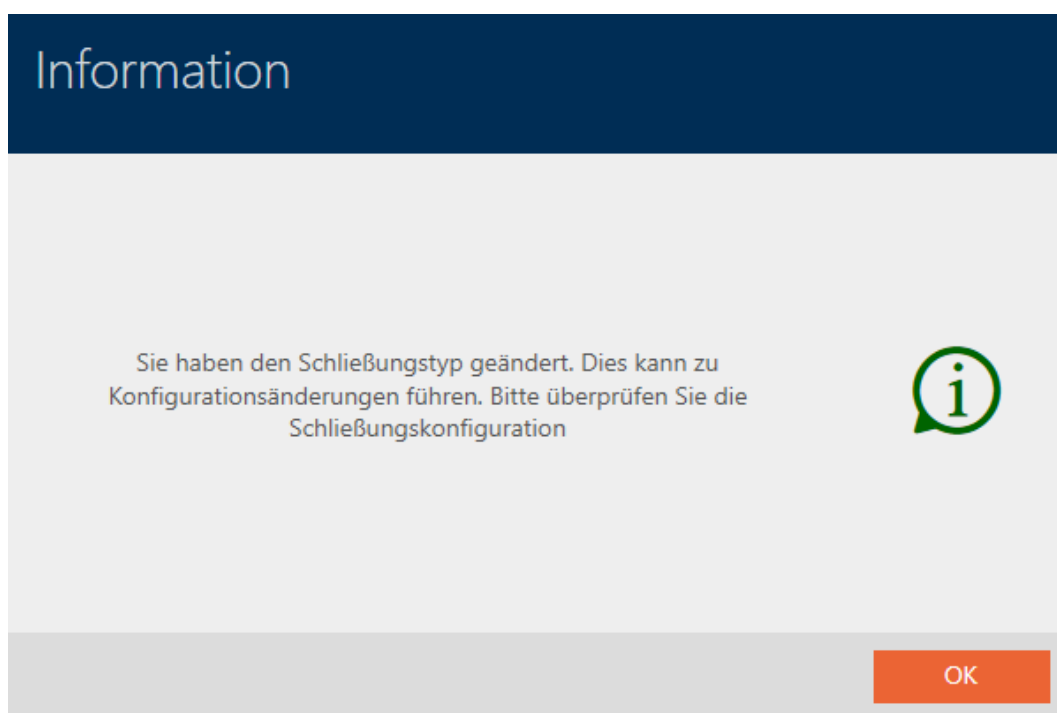 Information
Sie haben den Schließungstyp geändert. Dies kann zu
Konfigurationsänderungen führen. Bitte überprüfen Sie die
Schließungskonfiguration
i
OK